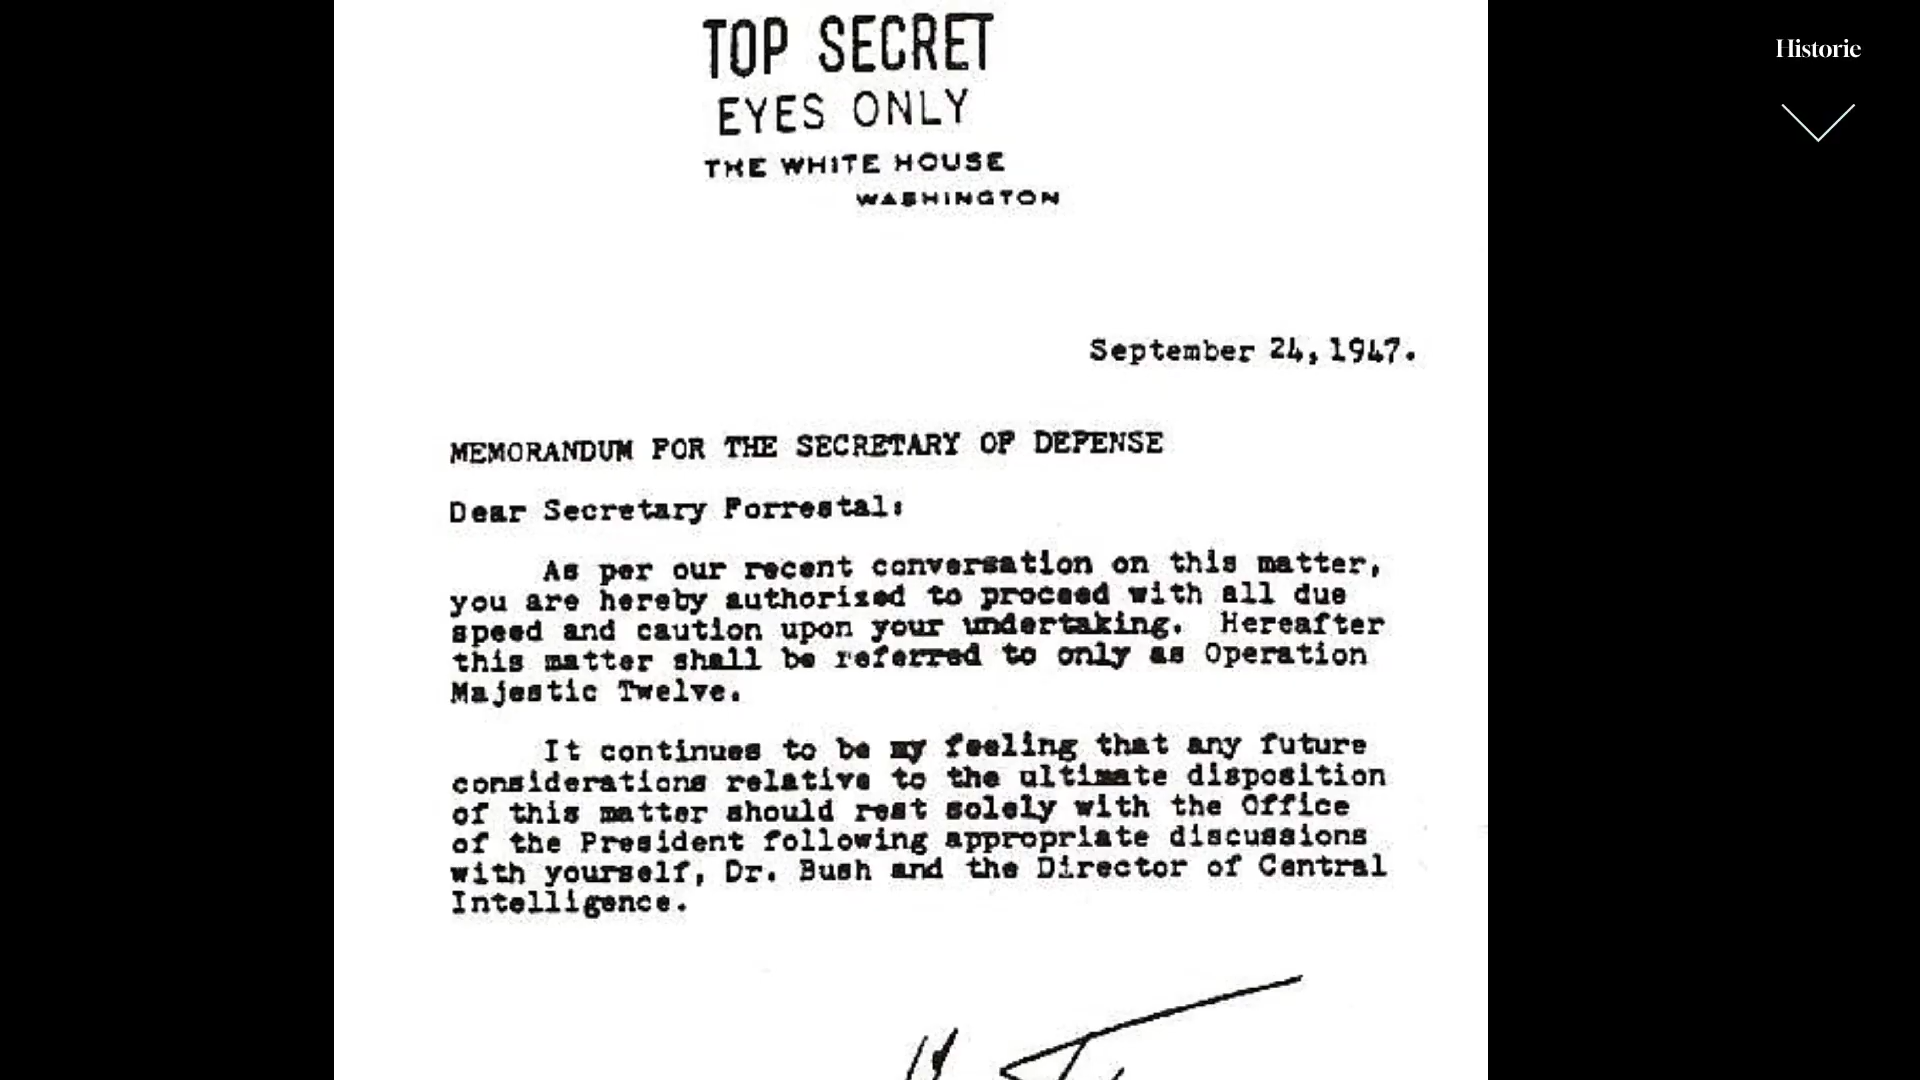 TOP SECRET
EYES ONLY
THE WHITE HOUSE
WASHINGTON
Historie
September 24, 1947.
MEMORANDUM FOR THE SECRETARY OF DEFENSE
Dear Secretary Forrestal:
As per our recent conversation on this matter,
you are hereby authorized to proceed with all due
speed and caution upon your undertaking. Hereafter
this matter shall be referred to only as Operation
Majestic Twelve.
It continues to be my feeling that any future
considerations relative to the ultimate disposition
of this matter should rest solely with the Office
of the President following appropriate discussions
with yourself, Dr. Bush and the Director of Central
Intelligence.